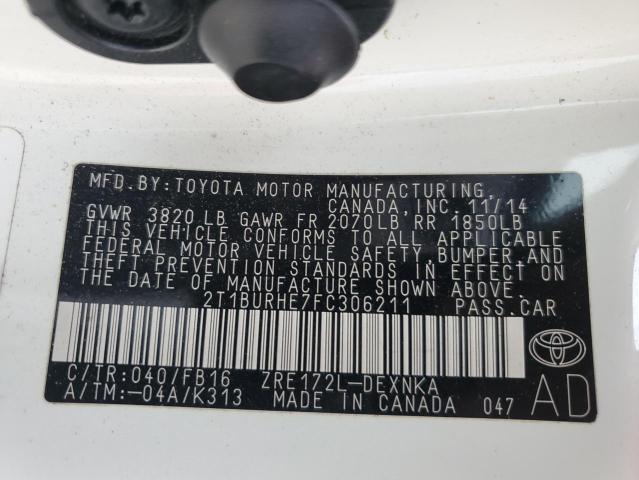 MFD. BY: TOYOTA MOTOR MANUFACTURING,
CANADA, INC. 11/14
GVWR 3820 LB GAWR FR 2070LB RR 1850LB
THIS VEHICLE CONFORMS TO ALL APPLICABLE
FEDERAL MOTOR VEHICLE SAFETY, BUMPER, AND
THEFT PREVENTION STANDARDS IN EFFECT ON
THE DATE OF MANUFACTURE SHOWN ABOVE.
2T1BURHE7FC306211 PASS.CAR
C/TR:040/FB16 ZRE172L-DEXNKA
A/TM:-04A/K313 MADE IN CANADA 047
AD